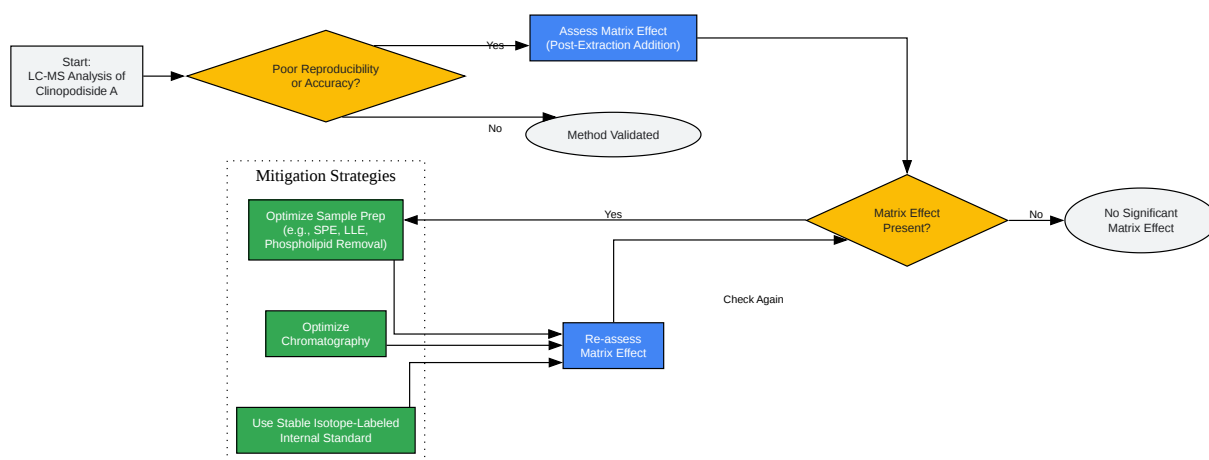 Start:
LC-MS Analysis of
Clinopodiside A
Poor Reproducibility
or Accuracy?
Yes
Assess Matrix Effect
(Post-Extraction Addition)
No
Method Validated
Mitigation Strategies
Optimize Sample Prep
(e.g., SPE, LLE,
Phospholipid Removal)
Yes
Matrix Effect
Present?
No
No Significant
Matrix Effect
Check Again
Optimize
Chromatography
Re-assess
Matrix Effect
Use Stable Isotope-Labeled
Internal Standard